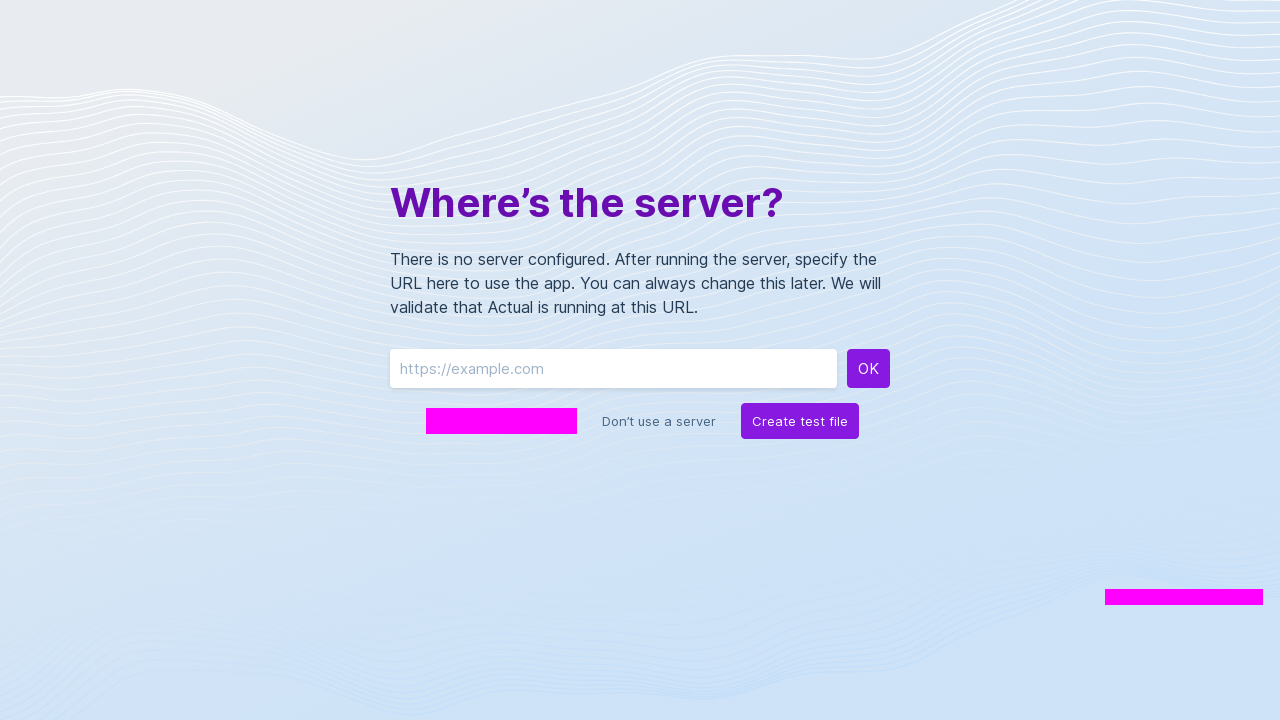 Where’s the server?
There is no server configured. After running the server, specify the
URL here to use the app. You can always change this later. We will
validate that Actual is running at this URL.
https://example.com
OK
Don’t use a server
Create test file